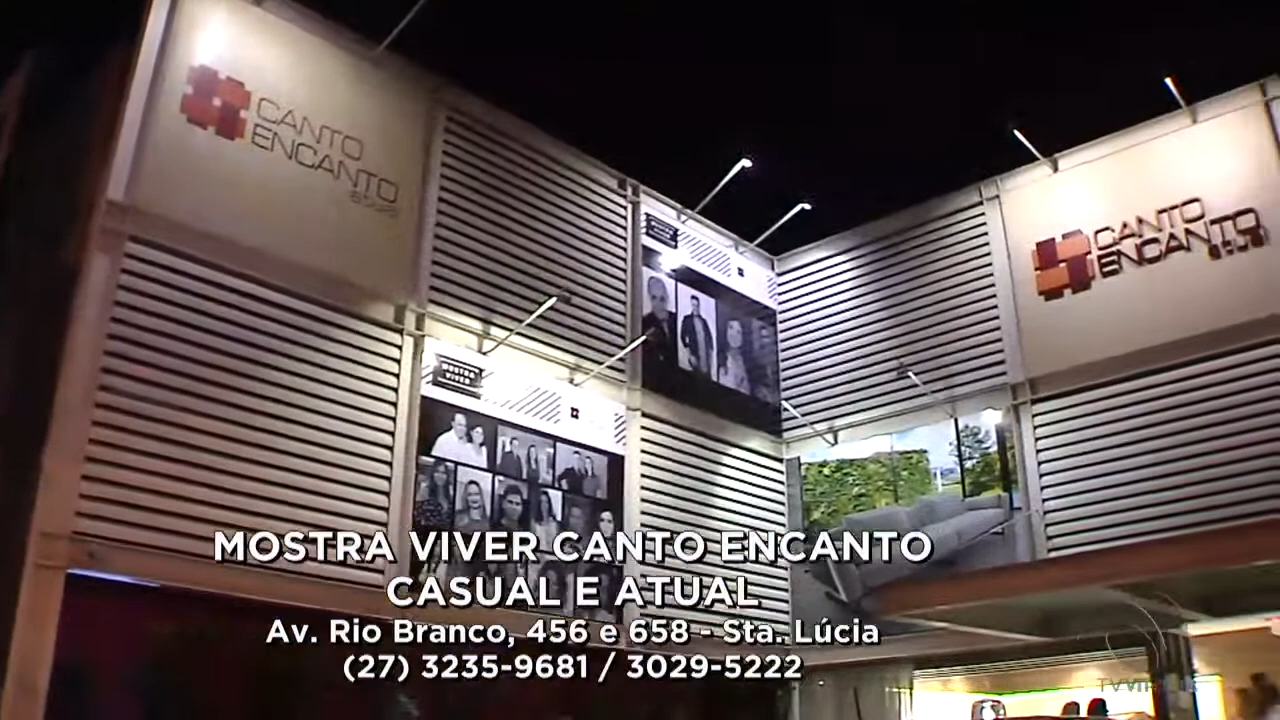 CANTO
ENCANTO
CANTO
ENCANTO
MOSTRA
VIVER
MOSTRA VIVER CANTO ENCANTO
CASUAL E ATUAL
Av. Rio Branco, 456 e 658 - Sta. Lúcia
(27) 3235-9681 / 3029-5222